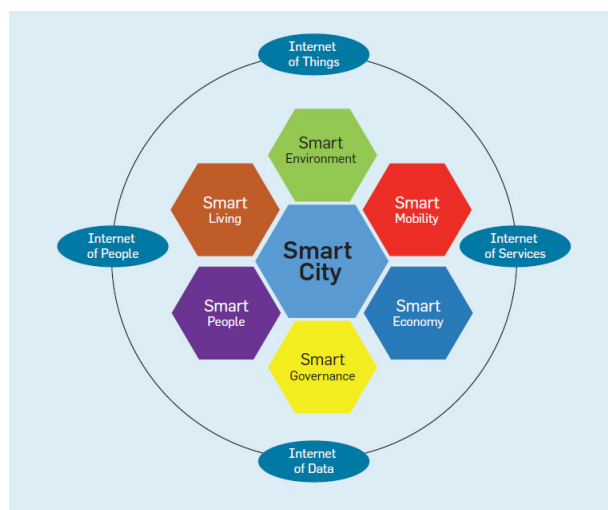 Internet
of Things
Smart
Environment
Smart
Living
Smart
Mobility
Internet
of People
Smart
City
Internet
of Services
Smart
People
Smart
Economy
Smart
Governance
Internet
of Data